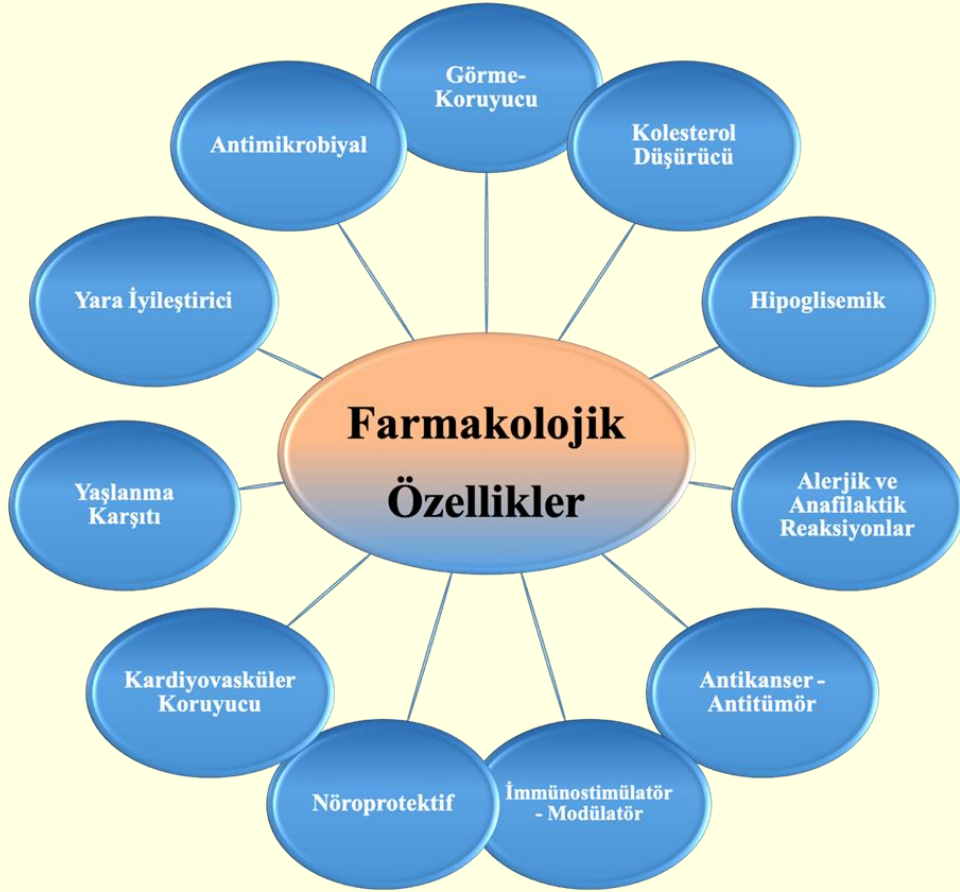 Görme-
Koruyucu
Kolesterol
Düşürücü
Hipoglisemik
Alerjik ve
Anafilaktik
Reaksiyonlar
Antikanser -
Antitümör
İmmünostimülatör
- Modülatör
Nöroprotektif
Kardiyovasküler
Koruyucu
Yaşlanma
Karşıtı
Yara İyileştirici
Antimikrobiyal
Farmakolojik
Özellikler